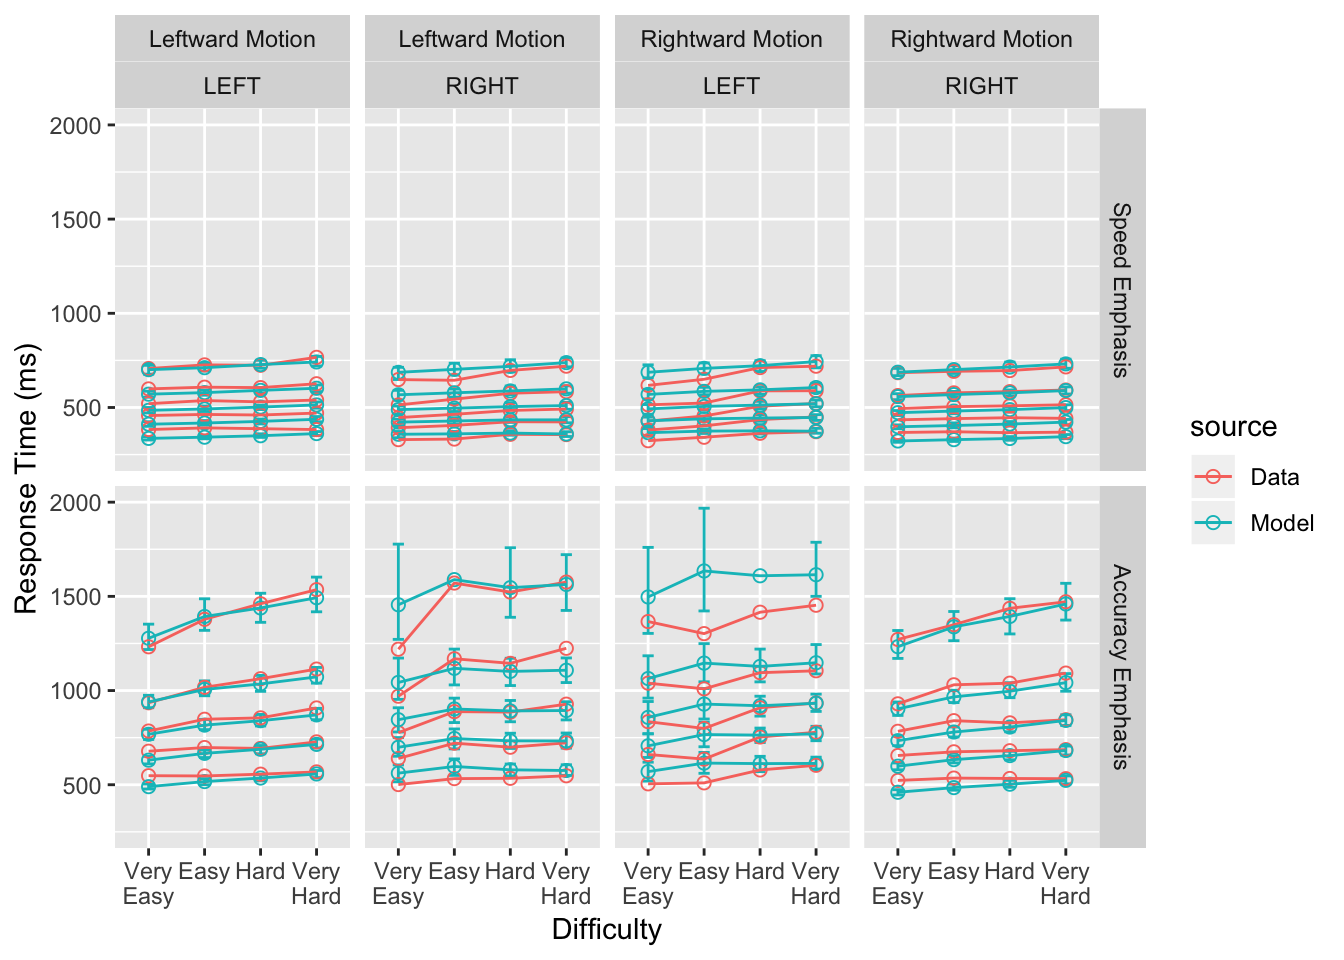 Leftward Motion
Leftward Motion
Rightward Motion
Rightward Motion
LEFT
RIGHT
LEFT
RIGHT
Response Time (ms)
2000
1500
1000
500
Speed Emphasis
2000
1500
1000
500
Accuracy Emphasis
Very Easy Easy Hard Very Hard
Very Easy Easy Hard Very Hard
Very Easy Easy Hard Very Hard
Very Easy Easy Hard Very Hard
Difficulty
source
Data
Model